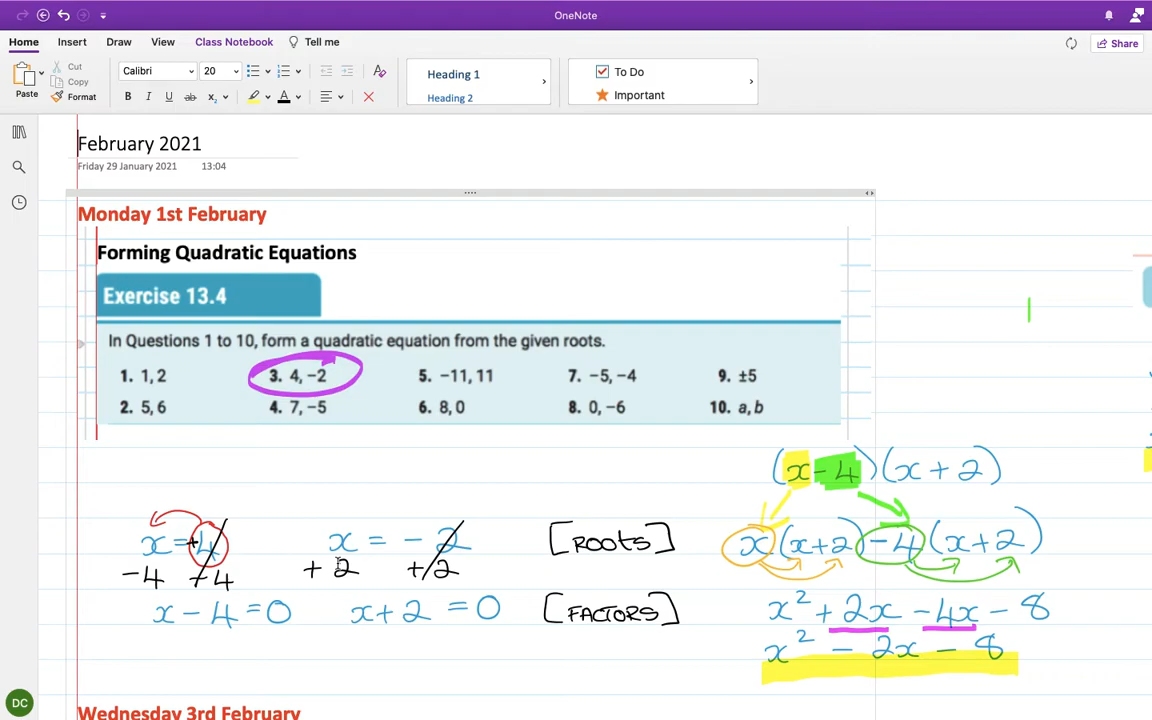 OneNote
Home Insert Draw View Class Notebook Tell me
Share
Paste
Cut
Copy
Format
Calibri 20
B I U ab x₂ A
Heading 1
Heading 2
To Do
Important
February 2021
Friday 29 January 2021 13:04
Monday 1st February
Forming Quadratic Equations
Exercise 13.4
In Questions 1 to 10, form a quadratic equation from the given roots.
1. 1, 2 3. 4, −2 5. −11, 11 7. −5, −4 9. ±5
2. 5, 6 4. 7, −5 6. 8, 0 8. 0, −6 10. a, b
(x − 4)(x + 2)
x = +4 x = − 2 [ROOTS] x(x+2) − 4(x+2)
−4 −4 + 2 + 2
x − 4 = 0 x + 2 = 0 [FACTORS] x² + 2x − 4x − 8
x² − 2x − 8
DC
Wednesday 3rd February